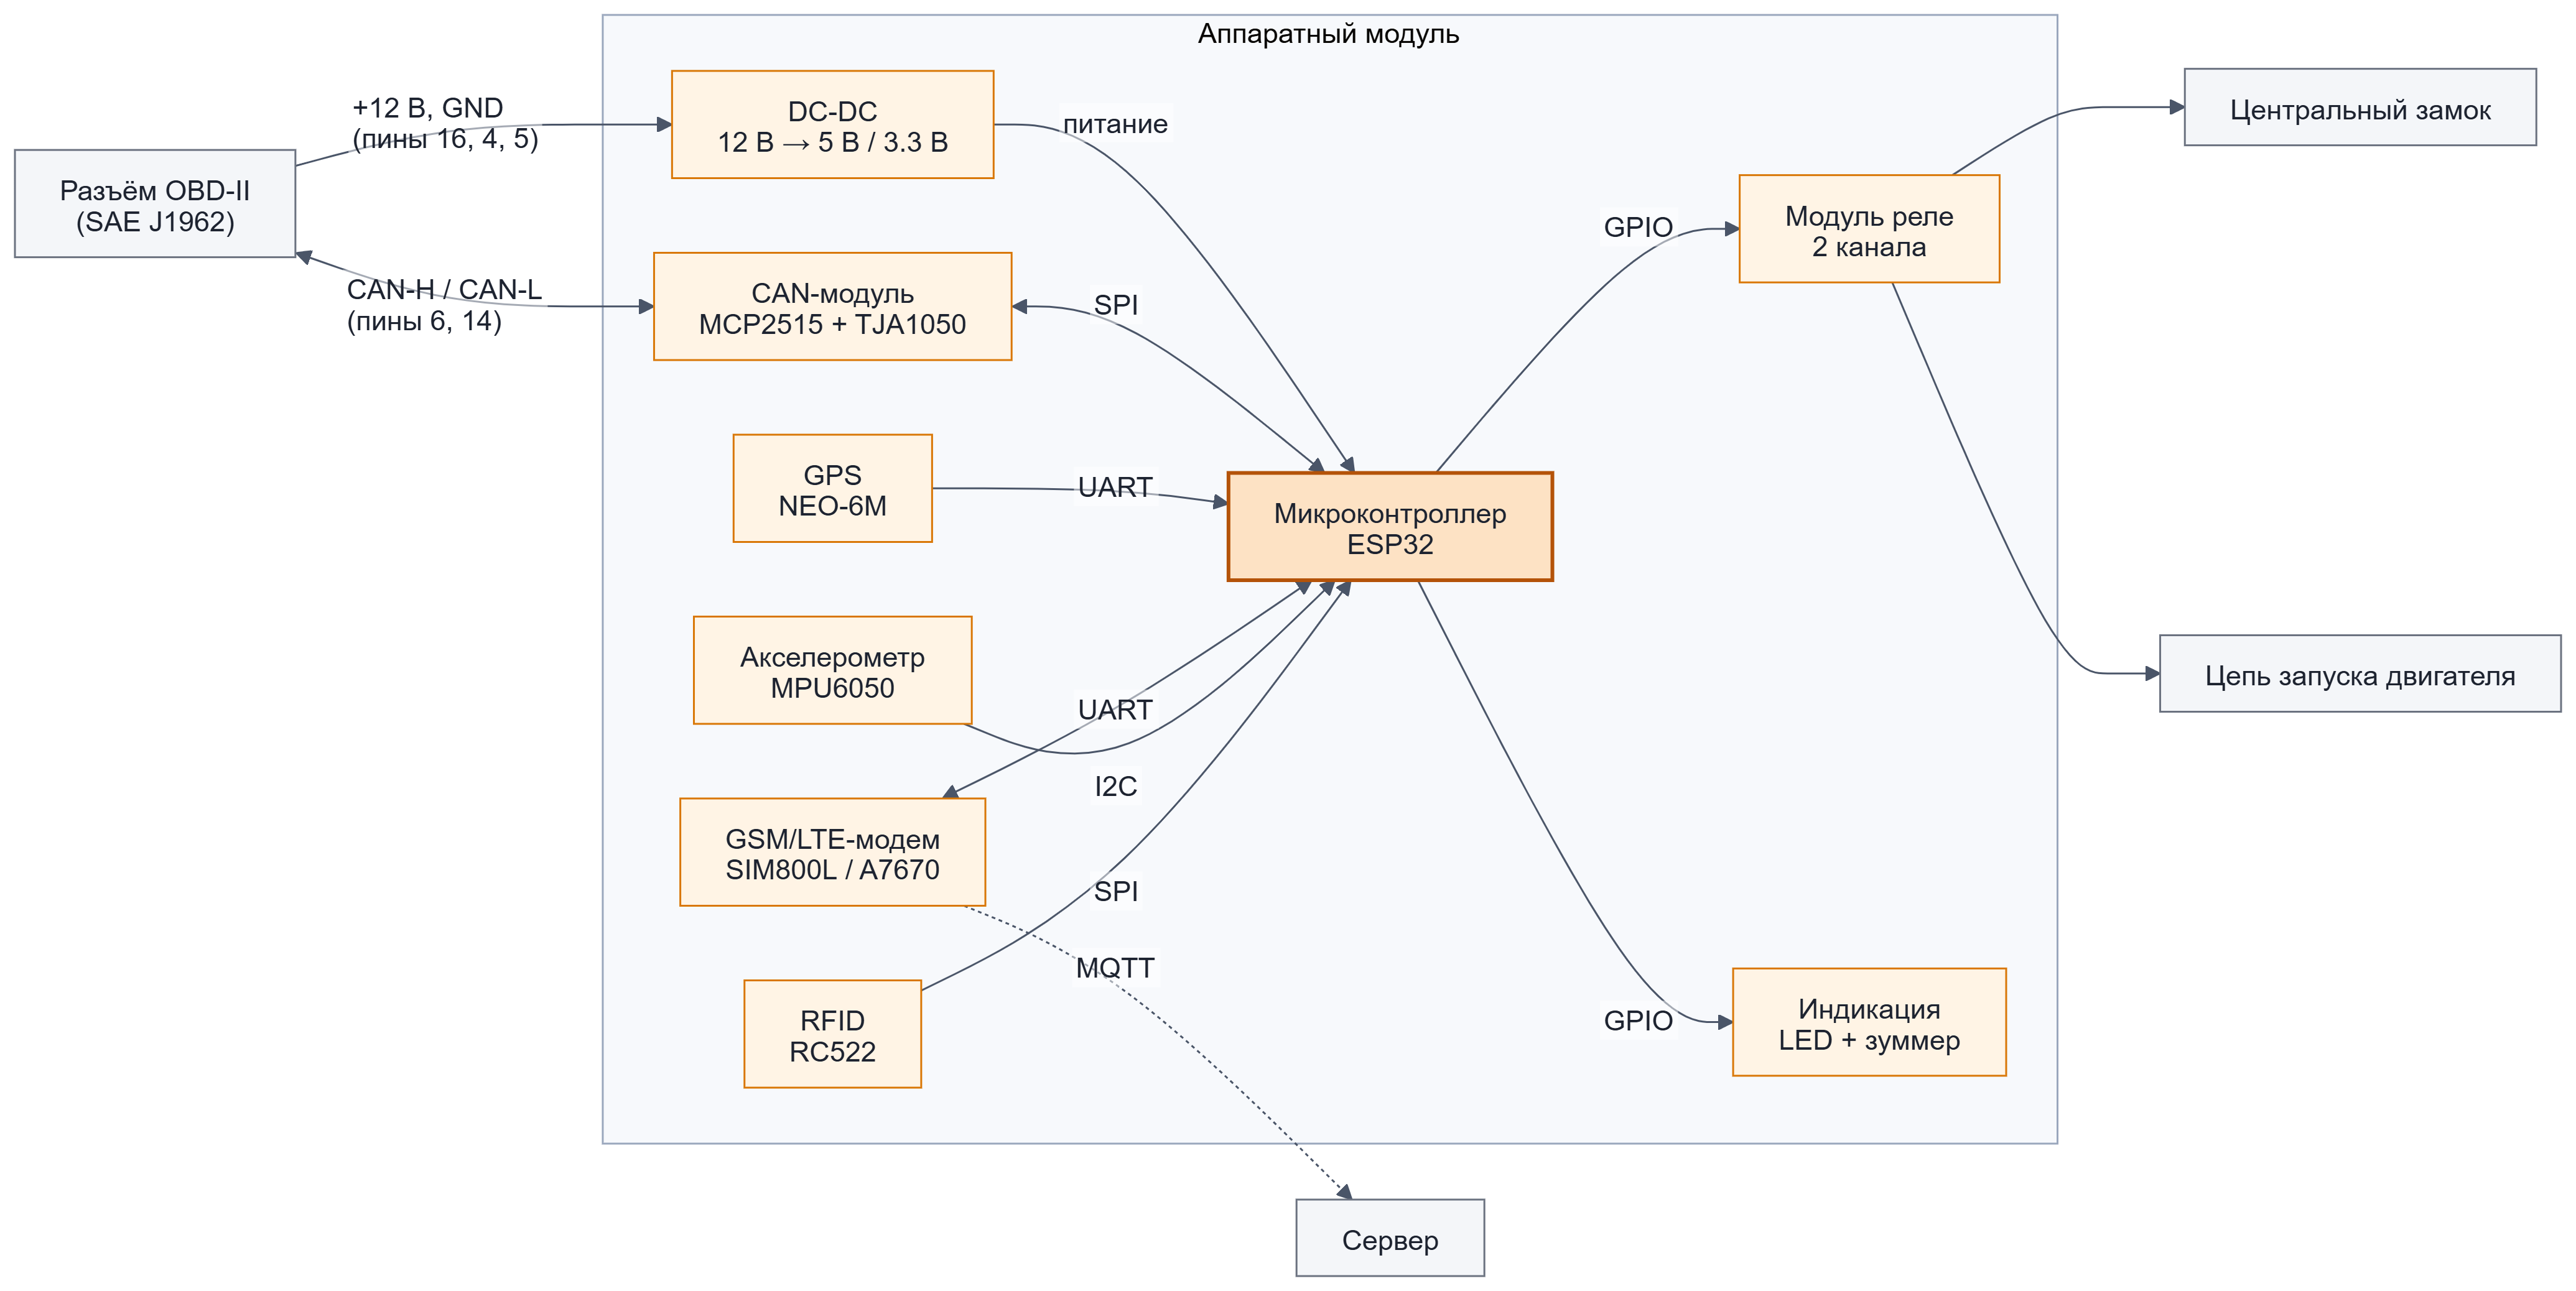 Аппаратный модуль
+12 В, GND
(пины 16, 4, 5)
Разъём OBD-II
(SAE J1962)
CAN-H / CAN-L
(пины 6, 14)
DC-DC
12 В → 5 В / 3.3 В
питание
CAN-модуль
MCP2515 + TJA1050
SPI
GPS
NEO-6M
UART
Микроконтроллер
ESP32
Акселерометр
MPU6050
UART
I2C
GSM/LTE-модем
SIM800L / A7670
SPI
MQTT
RFID
RC522
GPIO
Модуль реле
2 канала
GPIO
Индикация
LED + зуммер
Центральный замок
Цепь запуска двигателя
Сервер